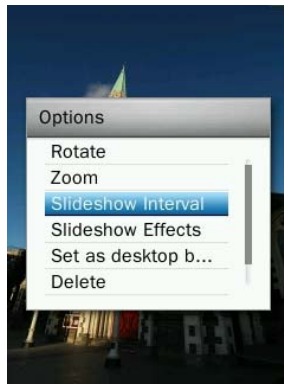 Options
Rotate
Zoom
Slideshow Interval
Slideshow Effects
Set as desktop b...
Delete